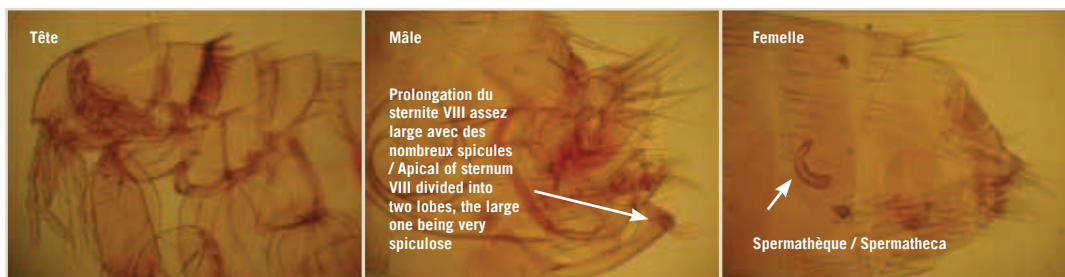 Tête
Mâle
Prolongation du
sternite VIII assez
large avec des
nombreux spicules
/ Apical of sternum
VIII divided into
two lobes, the large
one being very
spiculose
Femelle
Spermathèque / Spermatheca